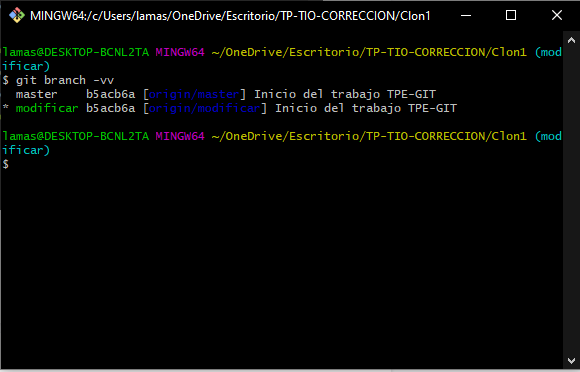 MINGW64:/c/Users/lamas/OneDrive/Escritorio/TP-TIO-CORRECCION/Clon1
lamas@DESKTOP-BCNL2TA MINGW64 ~/OneDrive/Escritorio/TP-TIO-CORRECCION/Clon1 (mod
ificar)
$ git branch -vv
  master    b5acb6a [origin/master] Inicio del trabajo TPE-GIT
* modificar b5acb6a [origin/modificar] Inicio del trabajo TPE-GIT
lamas@DESKTOP-BCNL2TA MINGW64 ~/OneDrive/Escritorio/TP-TIO-CORRECCION/Clon1 (mod
ificar)
$